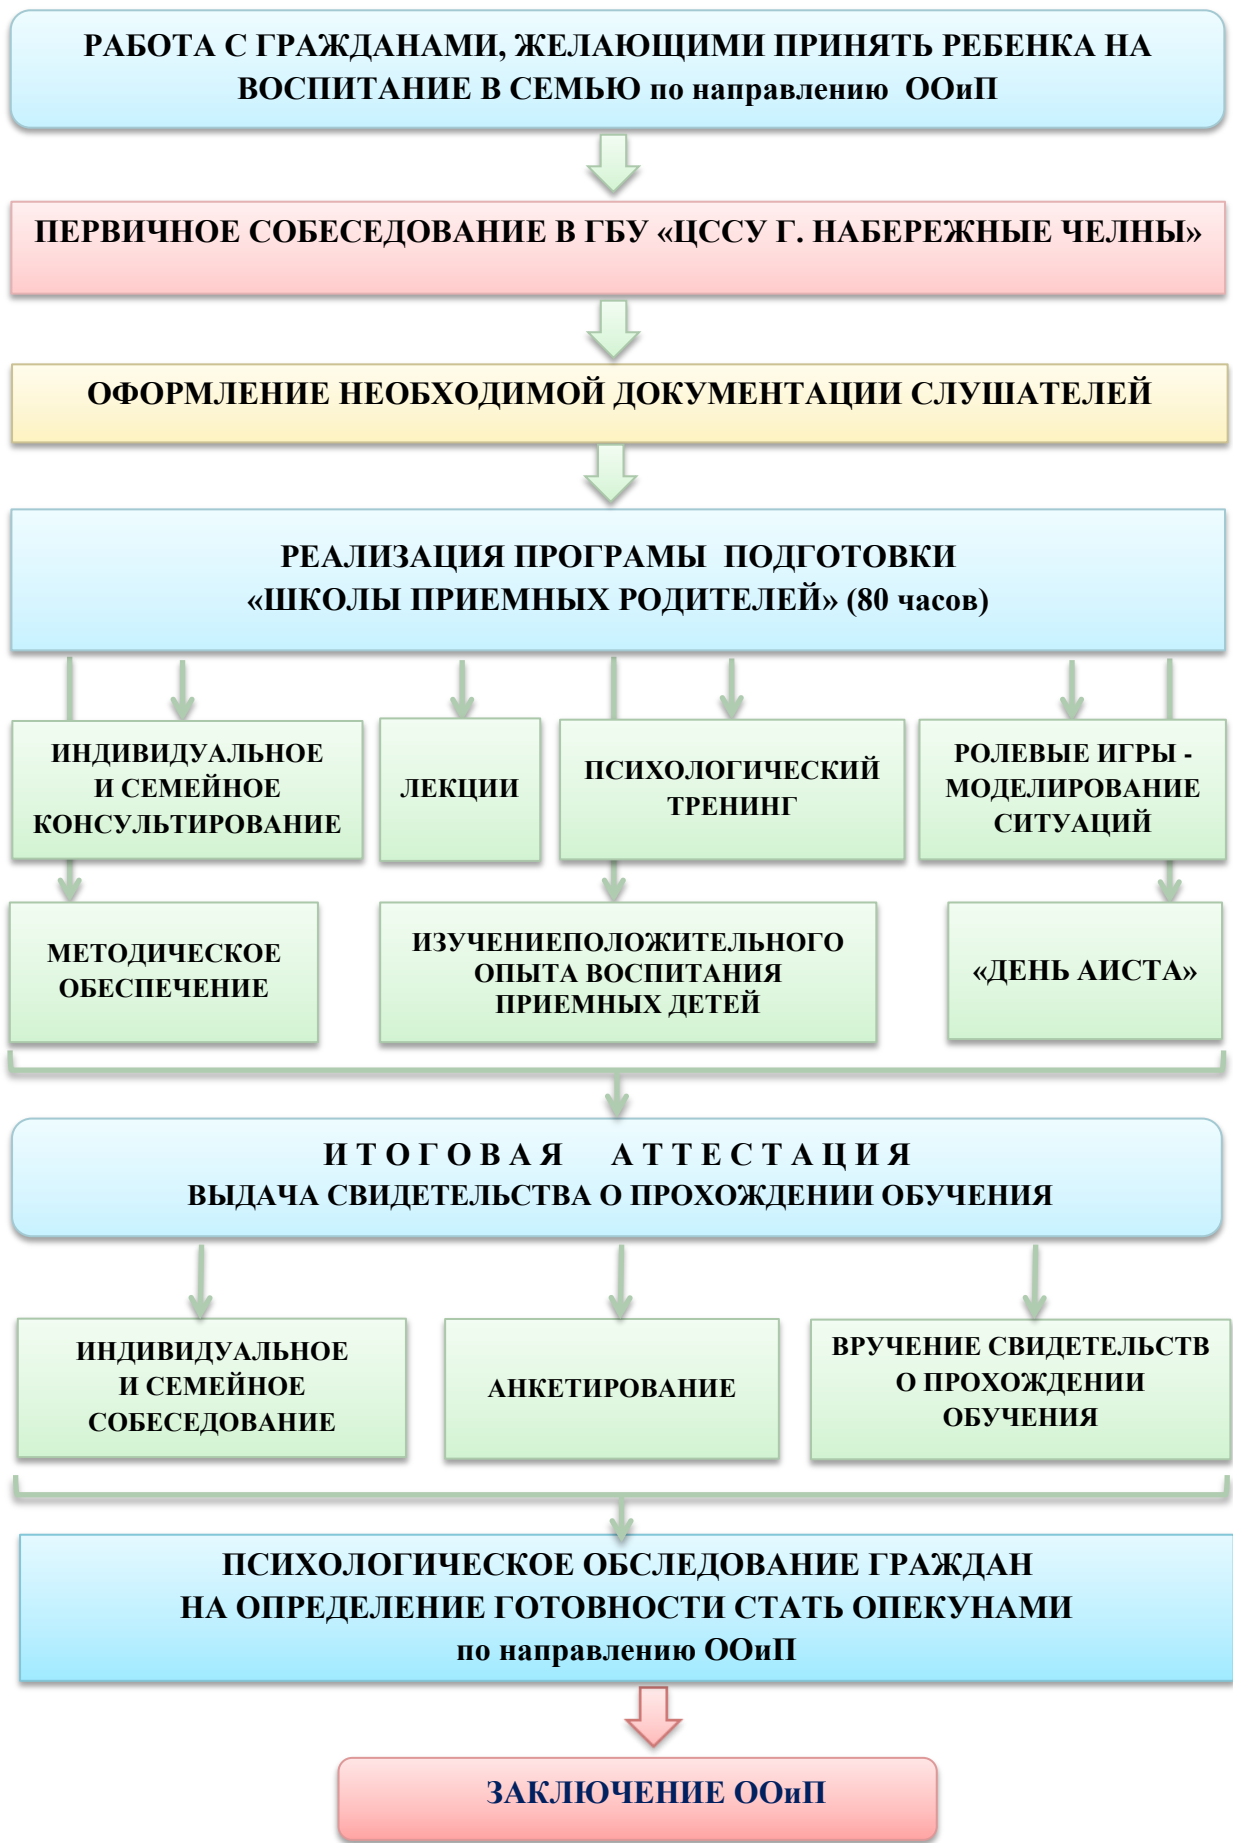 РАБОТА С ГРАЖДАНАМИ, ЖЕЛАЮЩИМИ ПРИНЯТЬ РЕБЕНКА НА
ВОСПИТАНИЕ В СЕМЬЮ по направлению ООиП
ПЕРВИЧНОЕ СОБЕСЕДОВАНИЕ В ГБУ «ЦССУ Г. НАБЕРЕЖНЫЕ ЧЕЛНЫ»
ОФОРМЛЕНИЕ НЕОБХОДИМОЙ ДОКУМЕНТАЦИИ СЛУШАТЕЛЕЙ
РЕАЛИЗАЦИЯ ПРОГРАМЫ ПОДГОТОВКИ
«ШКОЛЫ ПРИЕМНЫХ РОДИТЕЛЕЙ» (80 часов)
ИНДИВИДУАЛЬНОЕ
И СЕМЕЙНОЕ
КОНСУЛЬТИРОВАНИЕ
ЛЕКЦИИ
ПСИХОЛОГИЧЕСКИЙ
ТРЕНИНГ
РОЛЕВЫЕ ИГРЫ -
МОДЕЛИРОВАНИЕ
СИТУАЦИЙ
МЕТОДИЧЕСКОЕ
ОБЕСПЕЧЕНИЕ
ИЗУЧЕНИЕПОЛОЖИТЕЛЬНОГО
ОПЫТА ВОСПИТАНИЯ
ПРИЕМНЫХ ДЕТЕЙ
«ДЕНЬ АИСТА»
И Т О Г О В А Я А Т Т Е С Т А Ц И Я
ВЫДАЧА СВИДЕТЕЛЬСТВА О ПРОХОЖДЕНИИ ОБУЧЕНИЯ
ИНДИВИДУАЛЬНОЕ
И СЕМЕЙНОЕ
СОБЕСЕДОВАНИЕ
АНКЕТИРОВАНИЕ
ВРУЧЕНИЕ СВИДЕТЕЛЬСТВ
О ПРОХОЖДЕНИИ
ОБУЧЕНИЯ
ПСИХОЛОГИЧЕСКОЕ ОБСЛЕДОВАНИЕ ГРАЖДАН
НА ОПРЕДЕЛЕНИЕ ГОТОВНОСТИ СТАТЬ ОПЕКУНАМИ
по направлению ООиП
ЗАКЛЮЧЕНИЕ ООиП